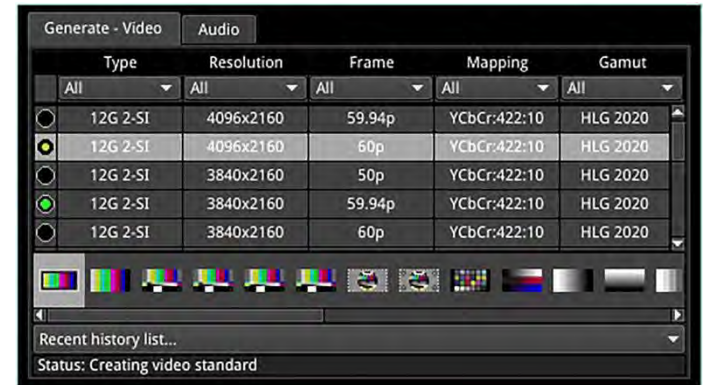 Generate - Video Audio
Type Resolution Frame Mapping Gamut
All All All All All
12G 2-SI 4096x2160 59.94p YCbCr:422:10 HLG 2020
12G 2-SI 4096x2160 60p YCbCr:422:10 HLG 2020
12G 2-SI 3840x2160 50p YCbCr:422:10 HLG 2020
12G 2-SI 3840x2160 59.94p YCbCr:422:10 HLG 2020
12G 2-SI 3840x2160 60p YCbCr:422:10 HLG 2020
Recent history list...
Status: Creating video standard